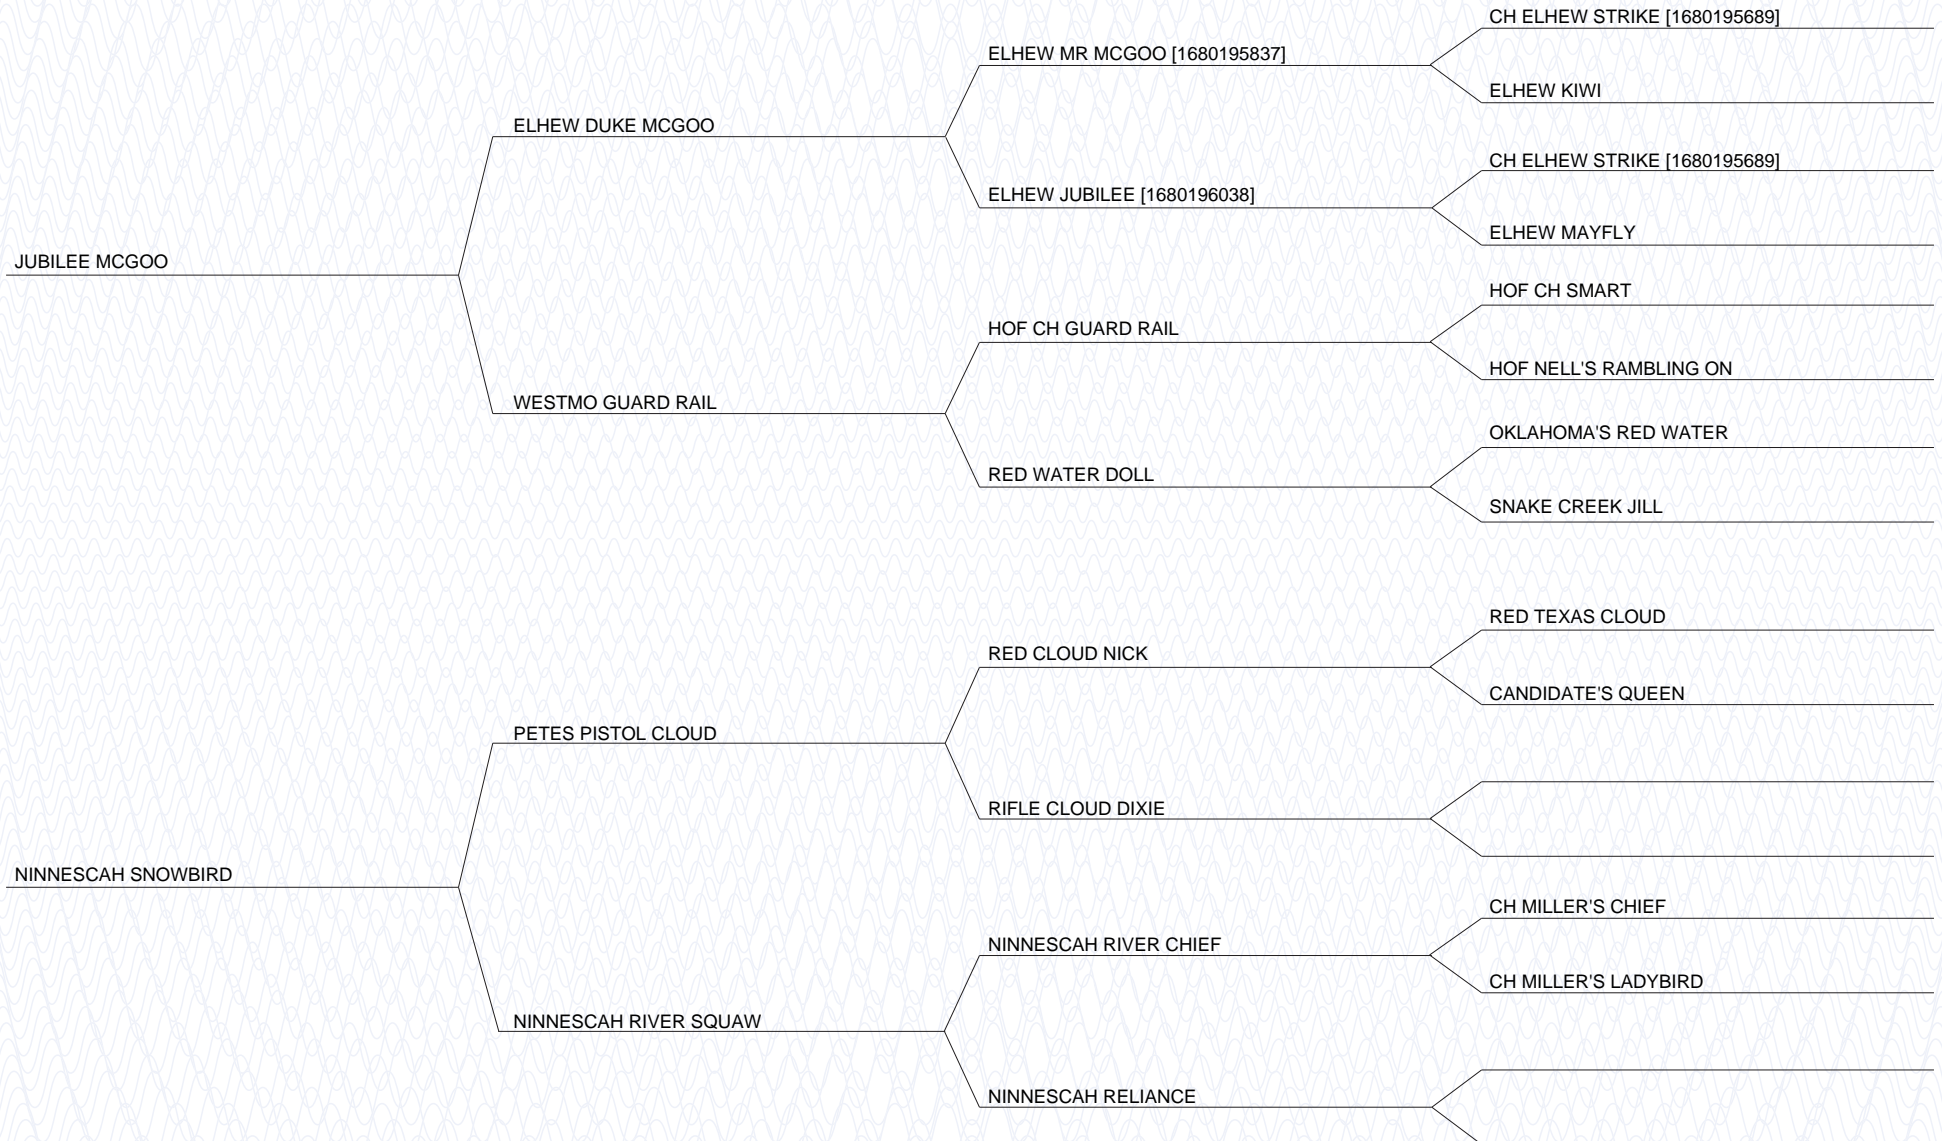 CH ELHEW STRIKE [1680195689]
ELHEW MR MCGOO [1680195837]
ELHEW KIWI
ELHEW DUKE MCGOO
CH ELHEW STRIKE [1680195689]
ELHEW JUBILEE [1680196038]
ELHEW MAYFLY
JUBILEE MCGOO
HOF CH SMART
HOF CH GUARD RAIL
HOF NELL'S RAMBLING ON
WESTMO GUARD RAIL
OKLAHOMA'S RED WATER
RED WATER DOLL
SNAKE CREEK JILL
RED TEXAS CLOUD
RED CLOUD NICK
CANDIDATE'S QUEEN
PETES PISTOL CLOUD
RIFLE CLOUD DIXIE
NINNESCAH SNOWBIRD
CH MILLER'S CHIEF
NINNESCAH RIVER CHIEF
CH MILLER'S LADYBIRD
NINNESCAH RIVER SQUAW
NINNESCAH RELIANCE